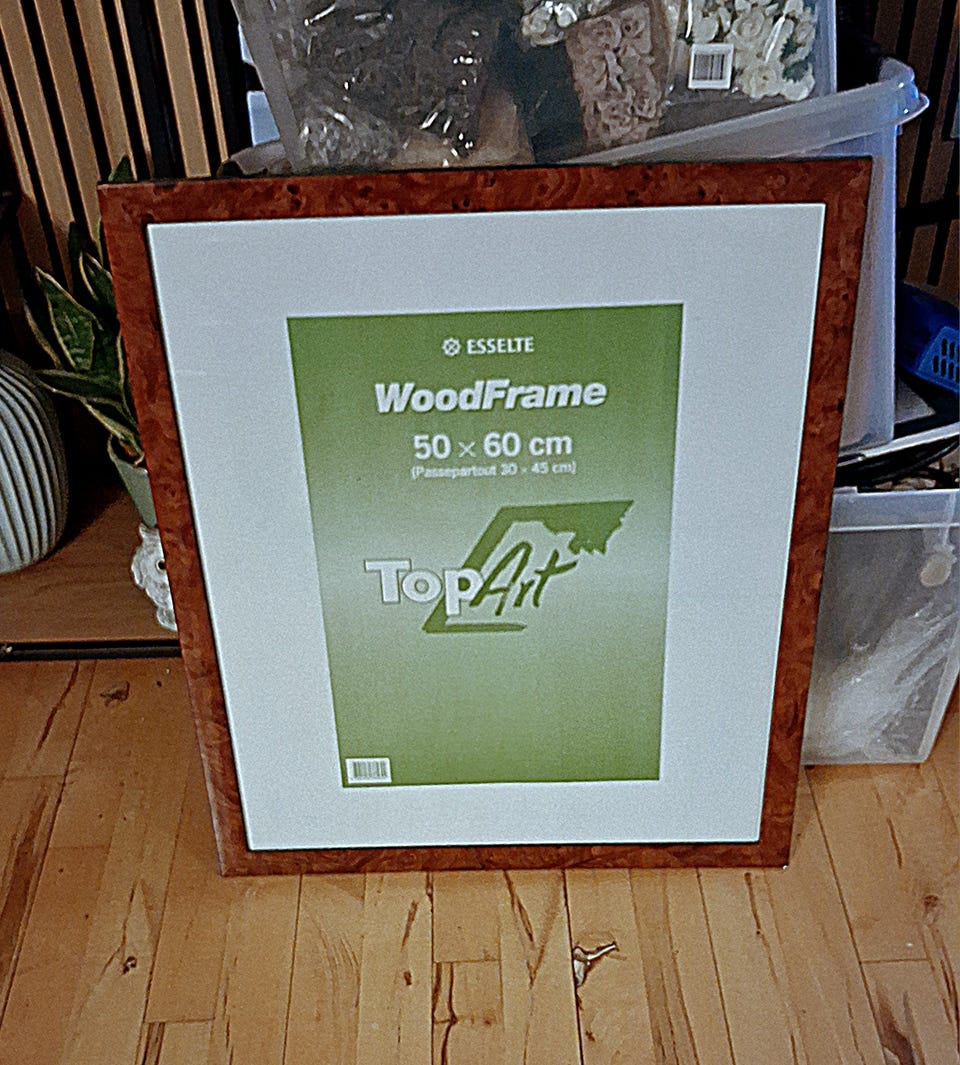 ESSELTE
WoodFrame
50 × 60 cm
(Passepartout 30 × 45 cm)
TopArt